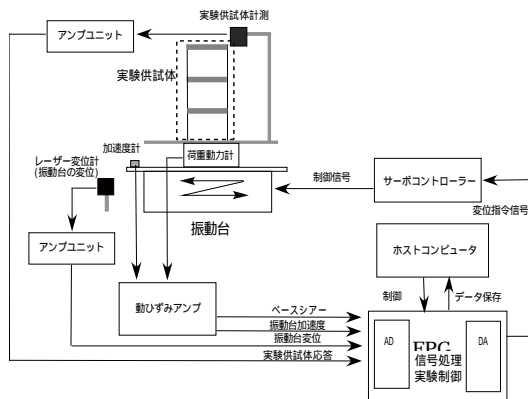 実験供試体計測
アンプユニット
実験供試体
加速度計
荷重動力計
レーザー変位計
(振動台の変位)
制御信号
サーボコントローラー
変位指令信号
振動台
アンプユニット
ホストコンピュータ
制御
データ保存
動ひずみアンプ
ベースシアー
振動台加速度
振動台変位
実験供試体応答
AD
DA
信号処理
実験制御